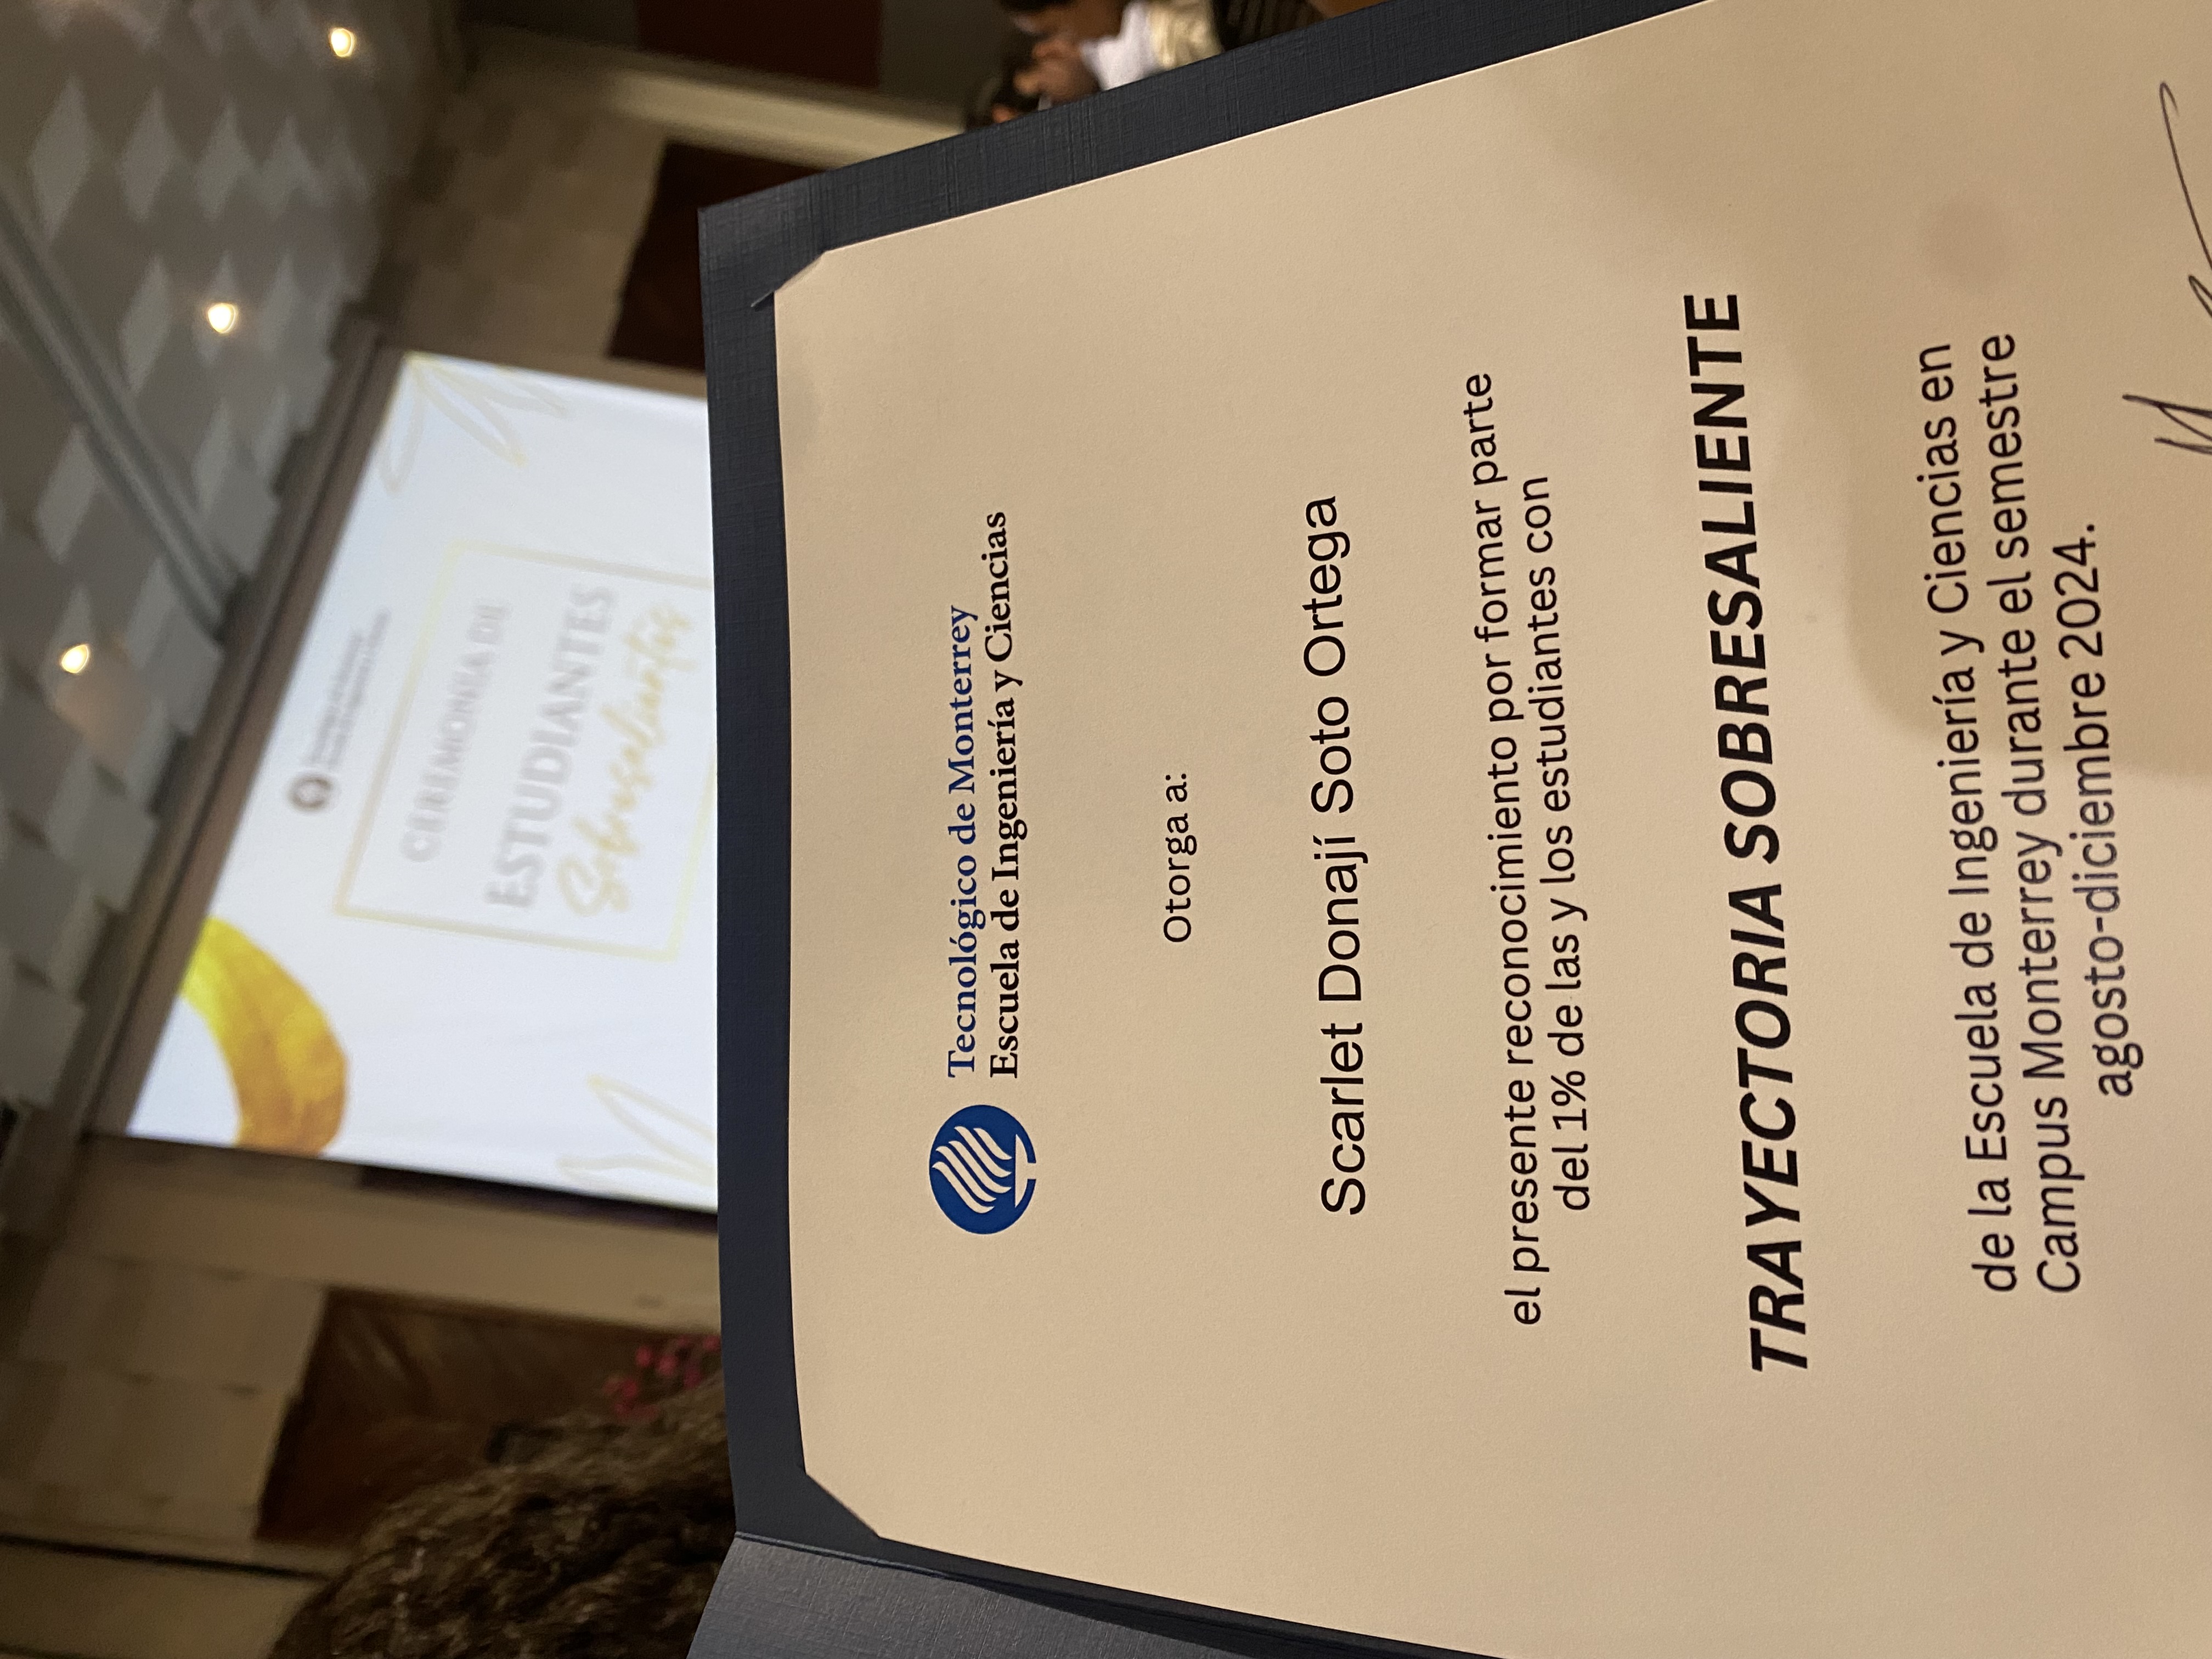 CEREMONIA DE
ESTUDIANTES
Sobresalientes
Tecnológico de Monterrey
Escuela de Ingeniería y Ciencias
Otorga a:
Scarlet Donají Soto Ortega
el presente reconocimiento por formar parte
del 1% de las y los estudiantes con
TRAYECTORIA SOBRESALIENTE
de la Escuela de Ingeniería y Ciencias en
Campus Monterrey durante el semestre
agosto-diciembre 2024.